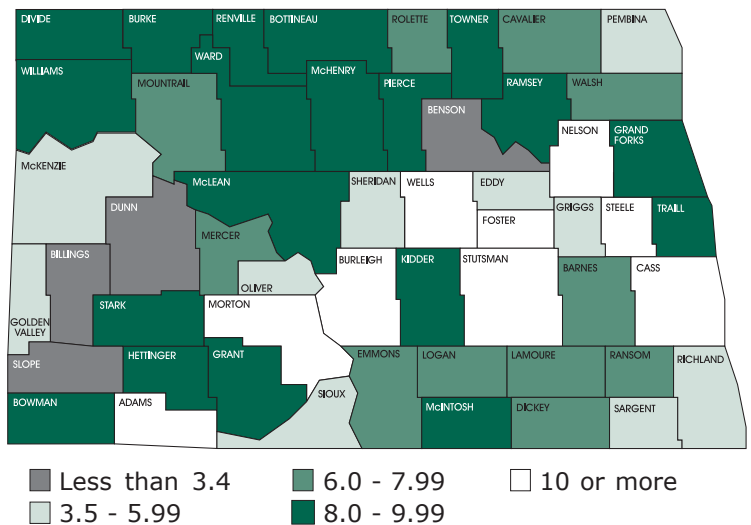 DIVIDE
BURKE
RENVILLE
BOTTINEAU
ROLETTE
TOWNER
CAVALIER
PEMBINA
WARD
WILLIAMS
MOUNTRAIL
McHENRY
PIERCE
RAMSEY
WALSH
BENSON
NELSON
GRAND
FORKS
McKENZIE
McLEAN
SHERIDAN
WELLS
EDDY
DUNN
GRIGGS
STEELE
TRAILL
FOSTER
MERCER
BILLINGS
BURLEIGH
KIDDER
STUTSMAN
BARNES
CASS
OLIVER
STARK
MORTON
GOLDEN
VALLEY
SLOPE
HETTINGER
GRANT
EMMONS
LOGAN
LAMOURE
RANSOM
RICHLAND
SIOUX
BOWMAN
ADAMS
McINTOSH
DICKEY
SARGENT
Less than 3.4
6.0 - 7.99
10 or more
3.5 - 5.99
8.0 - 9.99